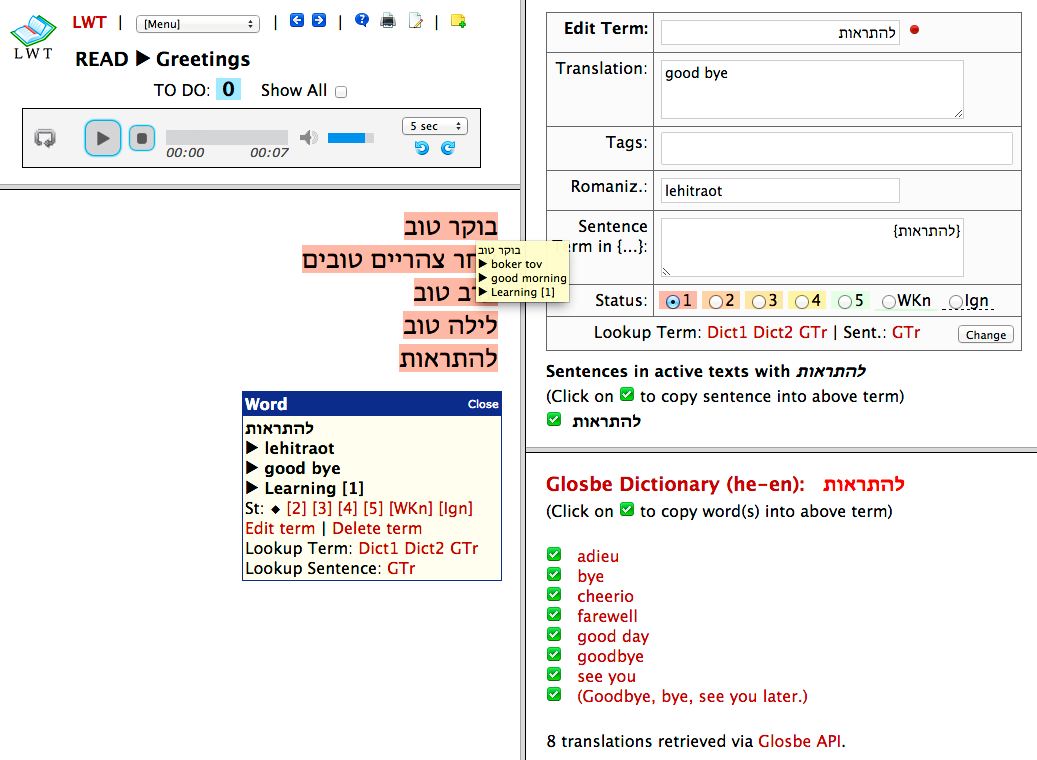 LWT
LWT | [Menu] | | |
READ ▶ Greetings
TO DO: 0 Show All
00:00 00:07
5 sec
בוקר טוב
חר צהריים טובים
רב טוב
לילה טוב
להתראות
בוקר טוב
▶ boker tov
▶ good morning
▶ Learning [1]
Word Close
להתראות
▶ lehitraot
▶ good bye
▶ Learning [1]
St: ◆ [2] [3] [4] [5] [WKn] [Ign]
Edit term | Delete term
Lookup Term: Dict1 Dict2 GTr
Lookup Sentence: GTr
Edit Term: להתראות
Translation: good bye
Tags:
Romaniz.: lehitraot
Sentence {להתראות}
Term in {...}:
Status: 1 2 3 4 5 WKn Ign
Lookup Term: Dict1 Dict2 GTr | Sent.: GTr Change
Sentences in active texts with להתראות
(Click on ✅ to copy sentence into above term)
✅ להתראות
Glosbe Dictionary (he-en): להתראות
(Click on ✅ to copy word(s) into above term)
✅ adieu
✅ bye
✅ cheerio
✅ farewell
✅ good day
✅ goodbye
✅ see you
✅ (Goodbye, bye, see you later.)
8 translations retrieved via Glosbe API.